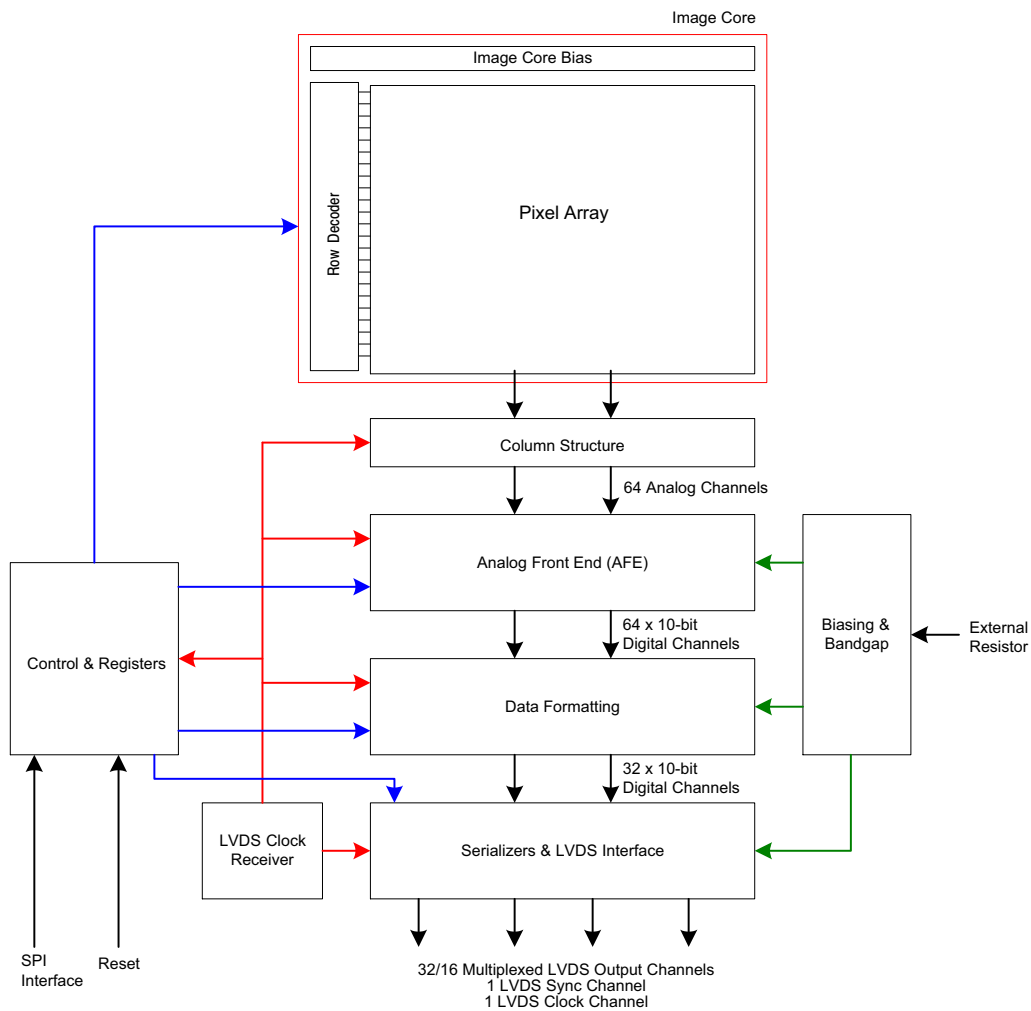 Image Core
Image Core Bias
Row Decoder
Pixel Array
Column Structure
64 Analog Channels
Analog Front End (AFE)
64 x 10-bit
Digital Channels
Biasing &
Bandgap
External
Resistor
Control & Registers
Data Formatting
32 x 10-bit
Digital Channels
LVDS Clock
Receiver
Serializers & LVDS Interface
SPI
Interface
Reset
32/16 Multiplexed LVDS Output Channels
1 LVDS Sync Channel
1 LVDS Clock Channel